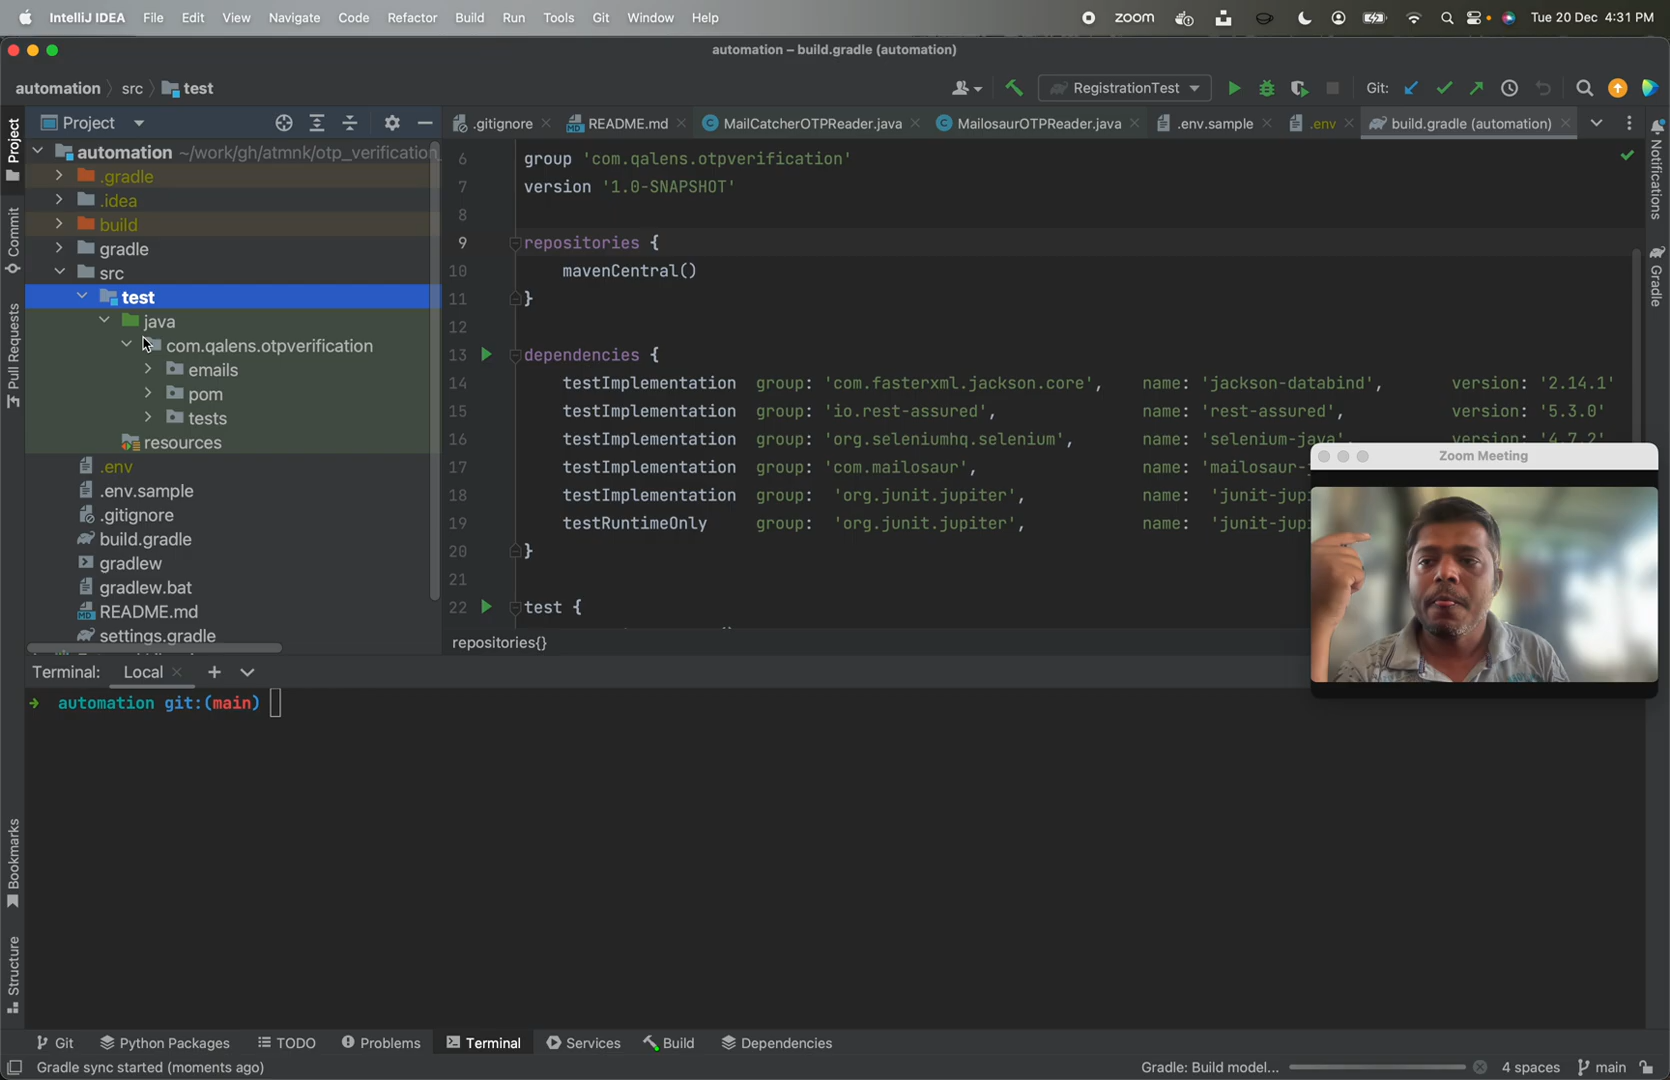 IntelliJ IDEA File Edit View Navigate Code Refactor Build Run Tools Git Window Help zoom Tue 20 Dec 4:31 PM
automation – build.gradle (automation)
automation src test RegistrationTest Git:
Project
.gitignore README.md MailCatcherOTPReader.java MailosaurOTPReader.java .env.sample .env build.gradle (automation)
automation ~/work/gh/atmnk/otp_verification
.gradle
.idea
build
gradle
src
test
java
com.qalens.otpverification
emails
pom
tests
resources
.env
.env.sample
.gitignore
build.gradle
gradlew
gradlew.bat
README.md
settings.gradle
6 group 'com.qalens.otpverification'
7 version '1.0-SNAPSHOT'
8
9 repositories {
10 mavenCentral()
11 }
12
13 dependencies {
14 testImplementation group: 'com.fasterxml.jackson.core', name: 'jackson-databind', version: '2.14.1'
15 testImplementation group: 'io.rest-assured', name: 'rest-assured', version: '5.3.0'
16 testImplementation group: 'org.seleniumhq.selenium', name: 'selenium-java', version: '4.7.2'
17 testImplementation group: 'com.mailosaur', name: 'mailosaur-j
18 testImplementation group: 'org.junit.jupiter', name: 'junit-jupi
19 testRuntimeOnly group: 'org.junit.jupiter', name: 'junit-jupi
20 }
21
22 test {
repositories{}
Zoom Meeting
Project
Commit
Pull Requests
Bookmarks
Structure
Notifications
Gradle
Terminal: Local
automation git:(main)
Git Python Packages TODO Problems Terminal Services Build Dependencies
Gradle sync started (moments ago) Gradle: Build model... 4 spaces main